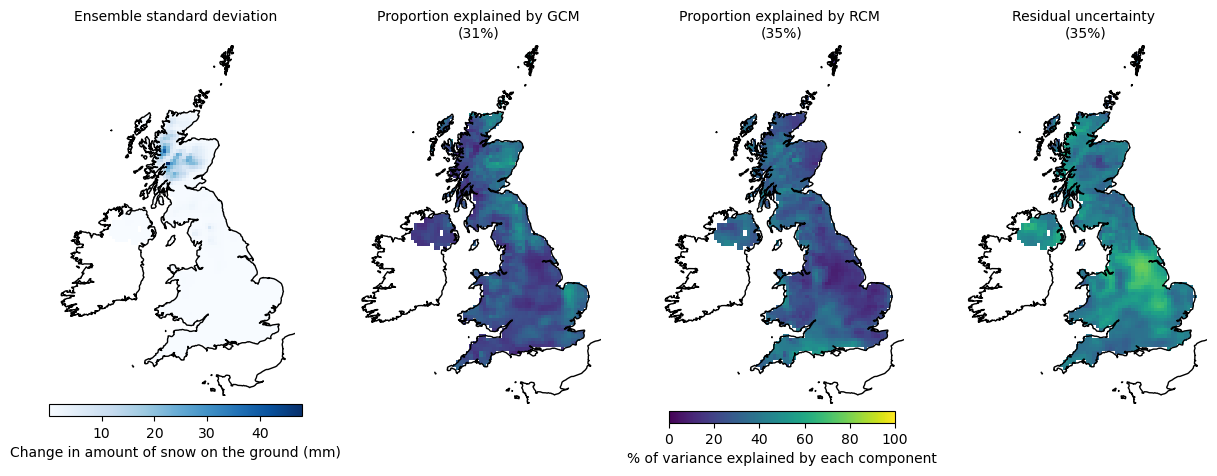 Ensemble standard deviation
Proportion explained by GCM
(31%)
Proportion explained by RCM
(35%)
Residual uncertainty
(35%)
10 20 30 40
Change in amount of snow on the ground (mm)
0 20 40 60 80 100
% of variance explained by each component